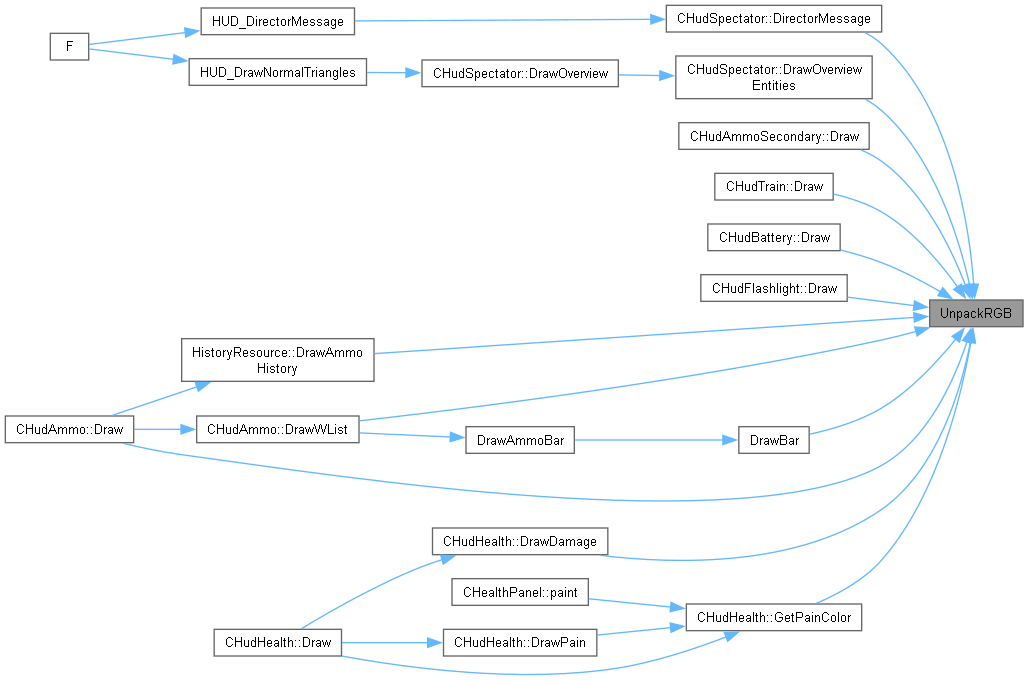 HUD_DirectorMessage
CHudSpectator::DirectorMessage
F
HUD_DrawNormalTriangles
CHudSpectator::DrawOverview
CHudSpectator::DrawOverview
Entities
CHudAmmoSecondary::Draw
CHudTrain::Draw
CHudBattery::Draw
CHudFlashlight::Draw
UnpackRGB
HistoryResource::DrawAmmo
History
CHudAmmo::Draw
CHudAmmo::DrawWList
DrawAmmoBar
DrawBar
CHudHealth::DrawDamage
CHealthPanel::paint
CHudHealth::GetPainColor
CHudHealth::Draw
CHudHealth::DrawPain